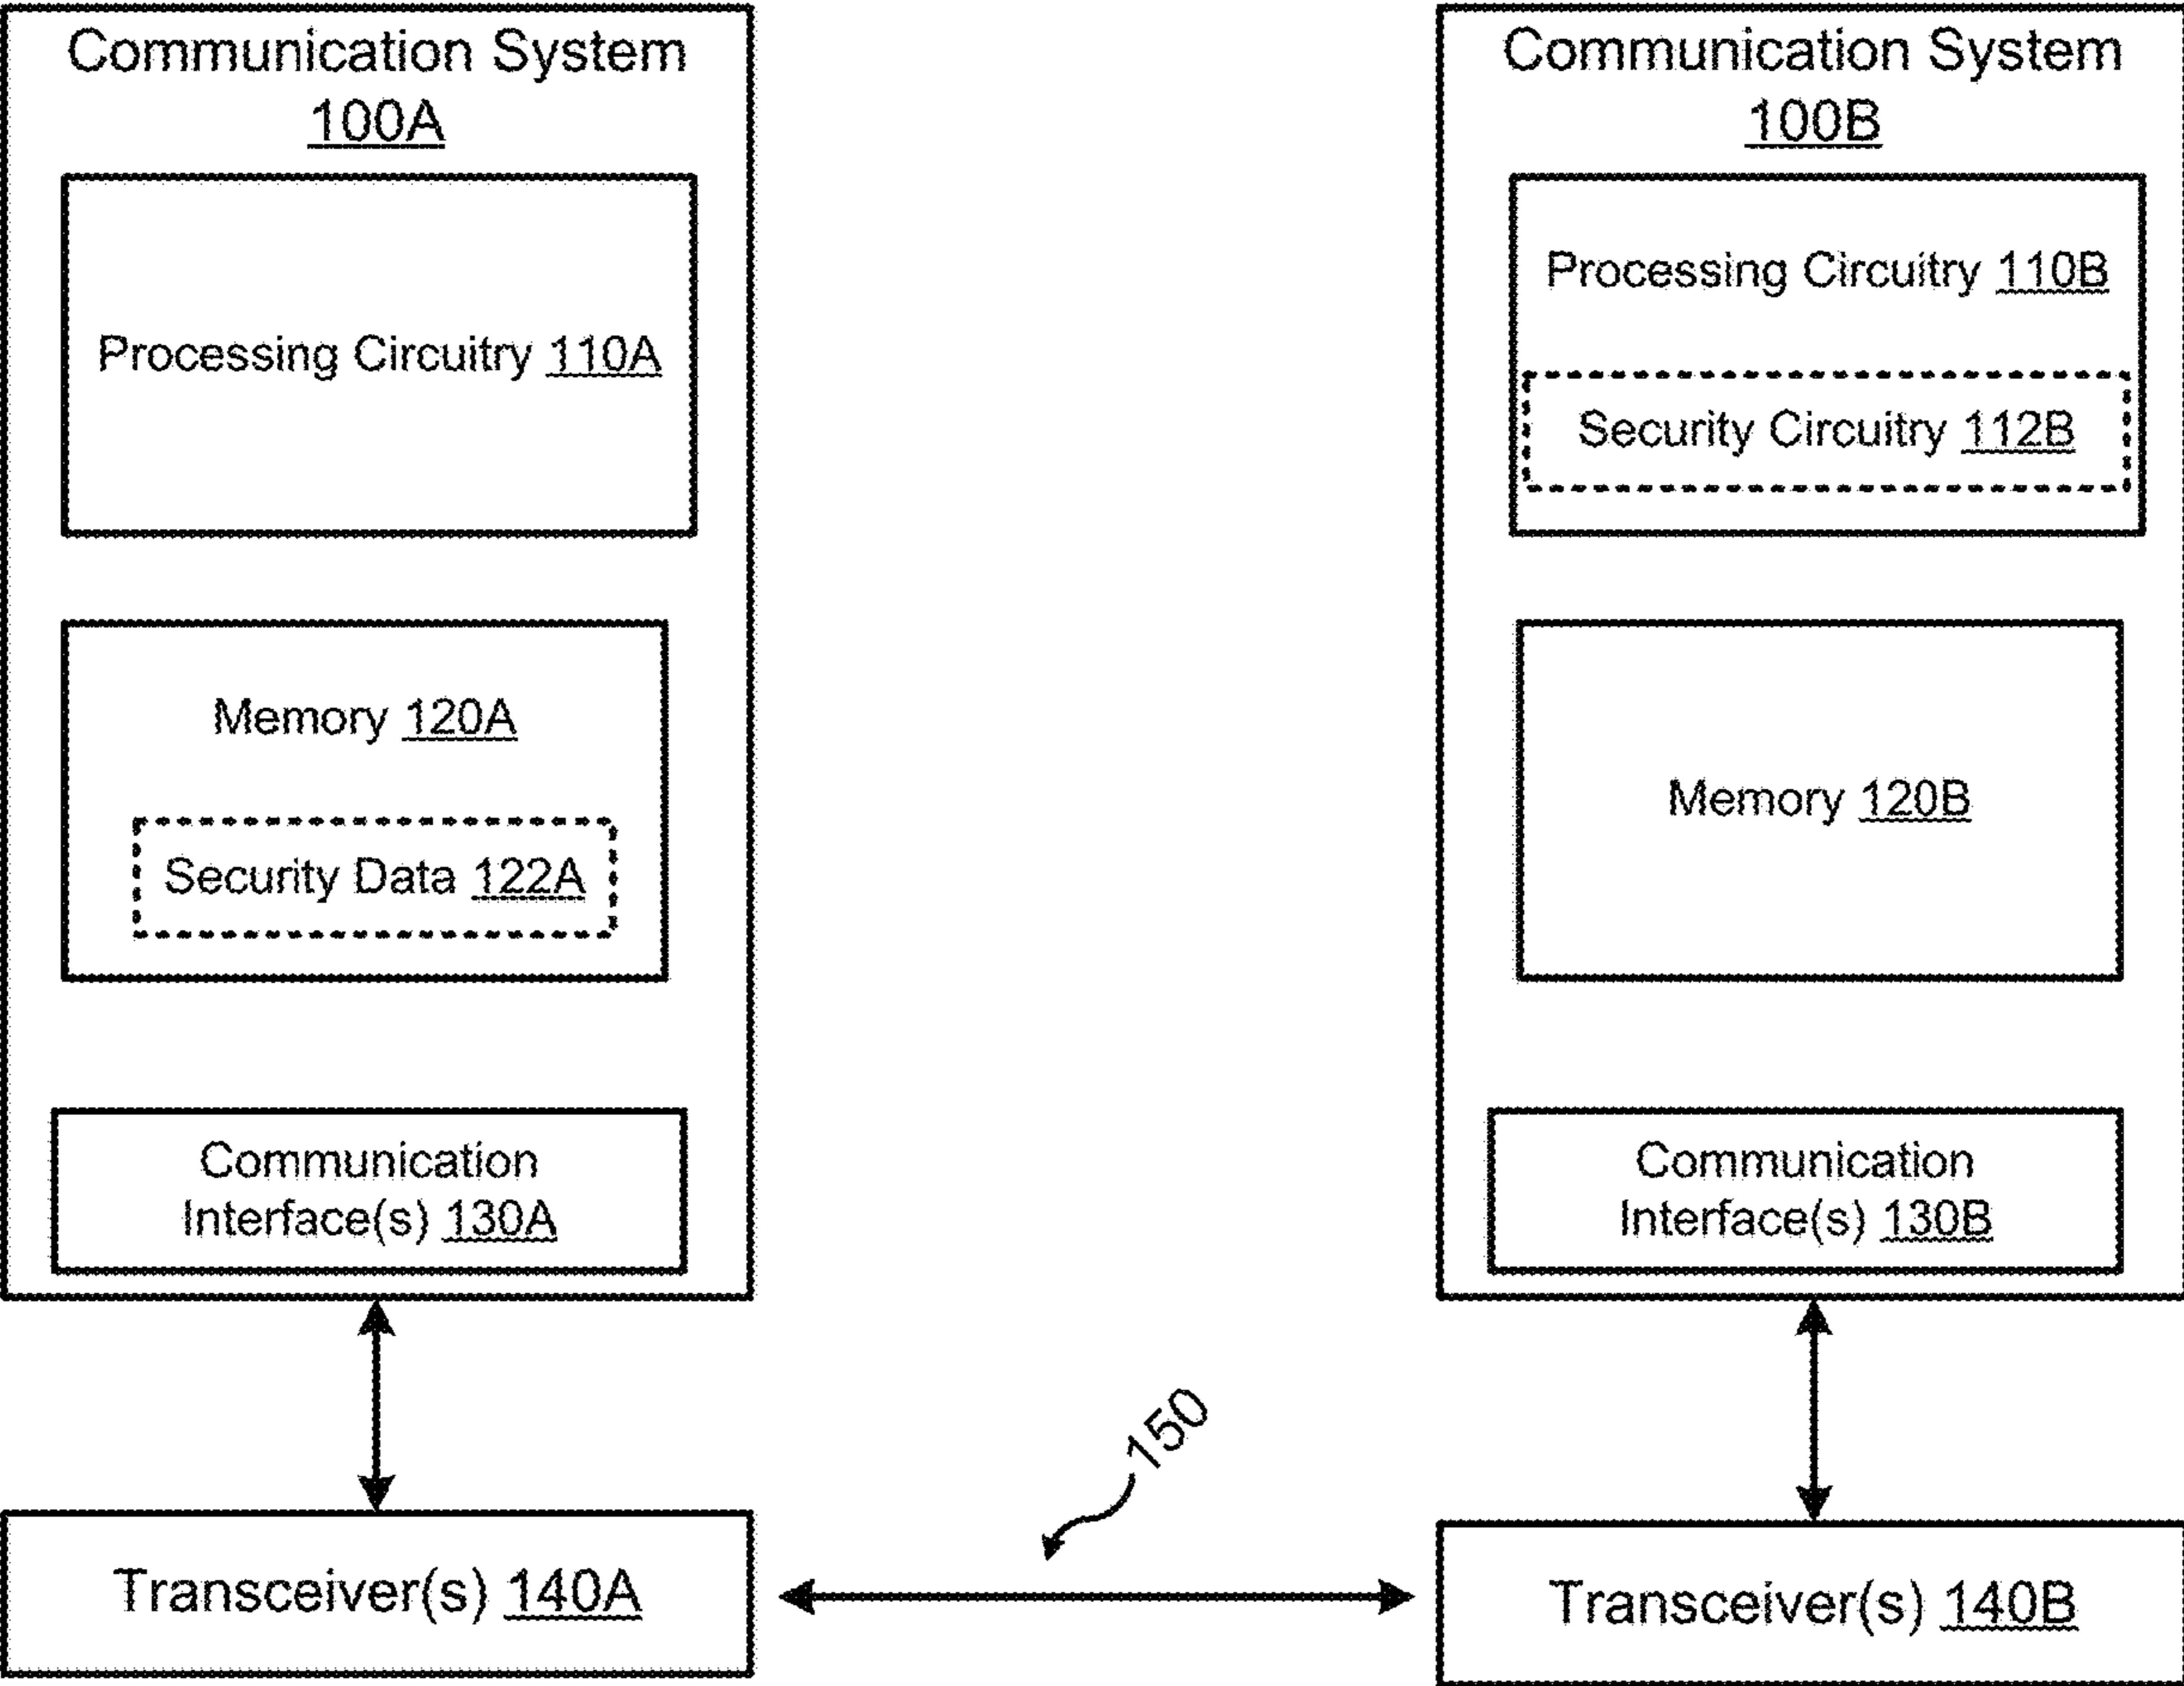 Communication System
100A
Processing Circuitry 110A
Memory 120A
Security Data 122A
Communication
Interface(s) 130A
Transceiver(s) 140A
150
Communication System
100B
Processing Circuitry 110B
Security Circuitry 112B
Memory 120B
Communication
Interface(s) 130B
Transceiver(s) 140B